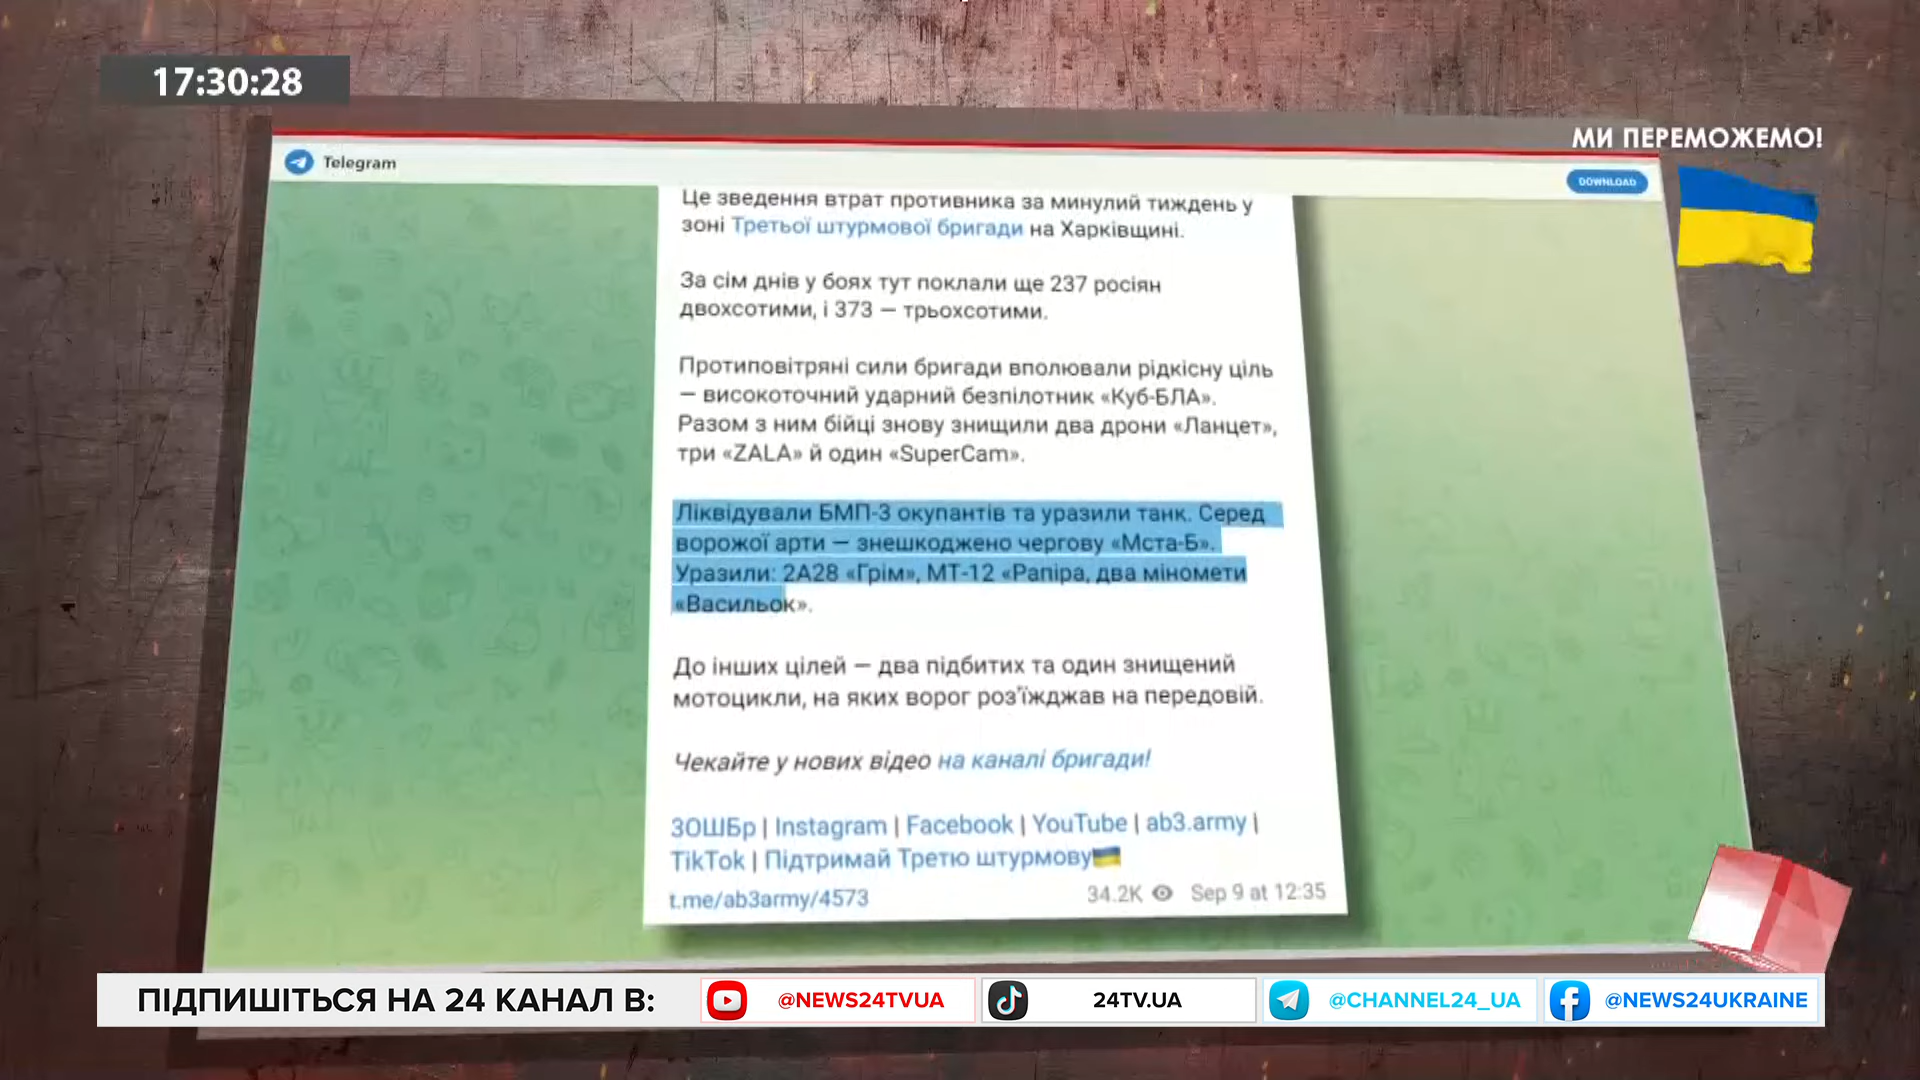 17:30:28
МИ ПЕРЕМОЖЕМО!
Telegram
DOWNLOAD
Це зведення втрат противника за минулий тиждень у
зоні Третьої штурмової бригади на Харківщині.
За сім днів у боях тут поклали ще 237 росіян
двохсотими, і 373 — трьохсотими.
Протиповітряні сили бригади вполювали рідкісну ціль
— високоточний ударний безпілотник «Куб-БЛА».
Разом з ним бійці знову знищили два дрони «Ланцет»,
три «ZALA» й один «SuperCam».
Ліквідували БМП-3 окупантів та уразили танк. Серед
ворожої арти — знешкоджено чергову «Мста-Б».
Уразили: 2А28 «Грім», МТ-12 «Рапіра, два міномети
«Васильок».
До інших цілей — два підбитих та один знищений
мотоцикли, на яких ворог роз'їжджав на передовій.
Чекайте у нових відео на каналі бригади!
3ОШБр | Instagram | Facebook | YouTube | ab3.army |
TikTok | Підтримай Третю штурмову
t.me/ab3army/4573
34.2K Sep 9 at 12:35
ПІДПИШІТЬСЯ НА 24 КАНАЛ В:
@NEWS24TVUA
24TV.UA
@CHANNEL24_UA
@NEWS24UKRAINE